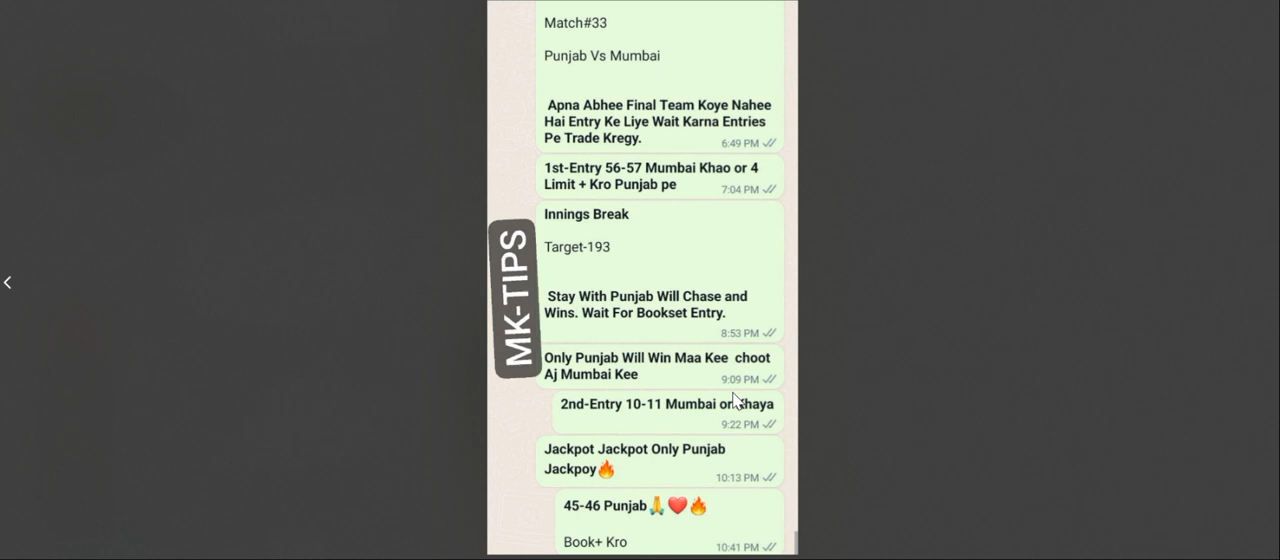 Match#33
Punjab Vs Mumbai
Apna Abhee Final Team Koye Nahee
Hai Entry Ke Liye Wait Karna Entries
Pe Trade Kregy.
6:49 PM
1st-Entry 56-57 Mumbai Khao or 4
Limit + Kro Punjab pe
7:04 PM
Innings Break
Target-193
Stay With Punjab Will Chase and
Wins. Wait For Bookset Entry.
8:53 PM
MK-TIPS
Only Punjab Will Win Maa Kee choot
Aj Mumbai Kee
9:09 PM
2nd-Entry 10-11 Mumbai or
9:22 PM
Jackpot Jackpot Only Punjab
Jackpoy🔥
10:13 PM
45-46 Punjab🙏❤️🔥
Book+ Kro
10:41 PM